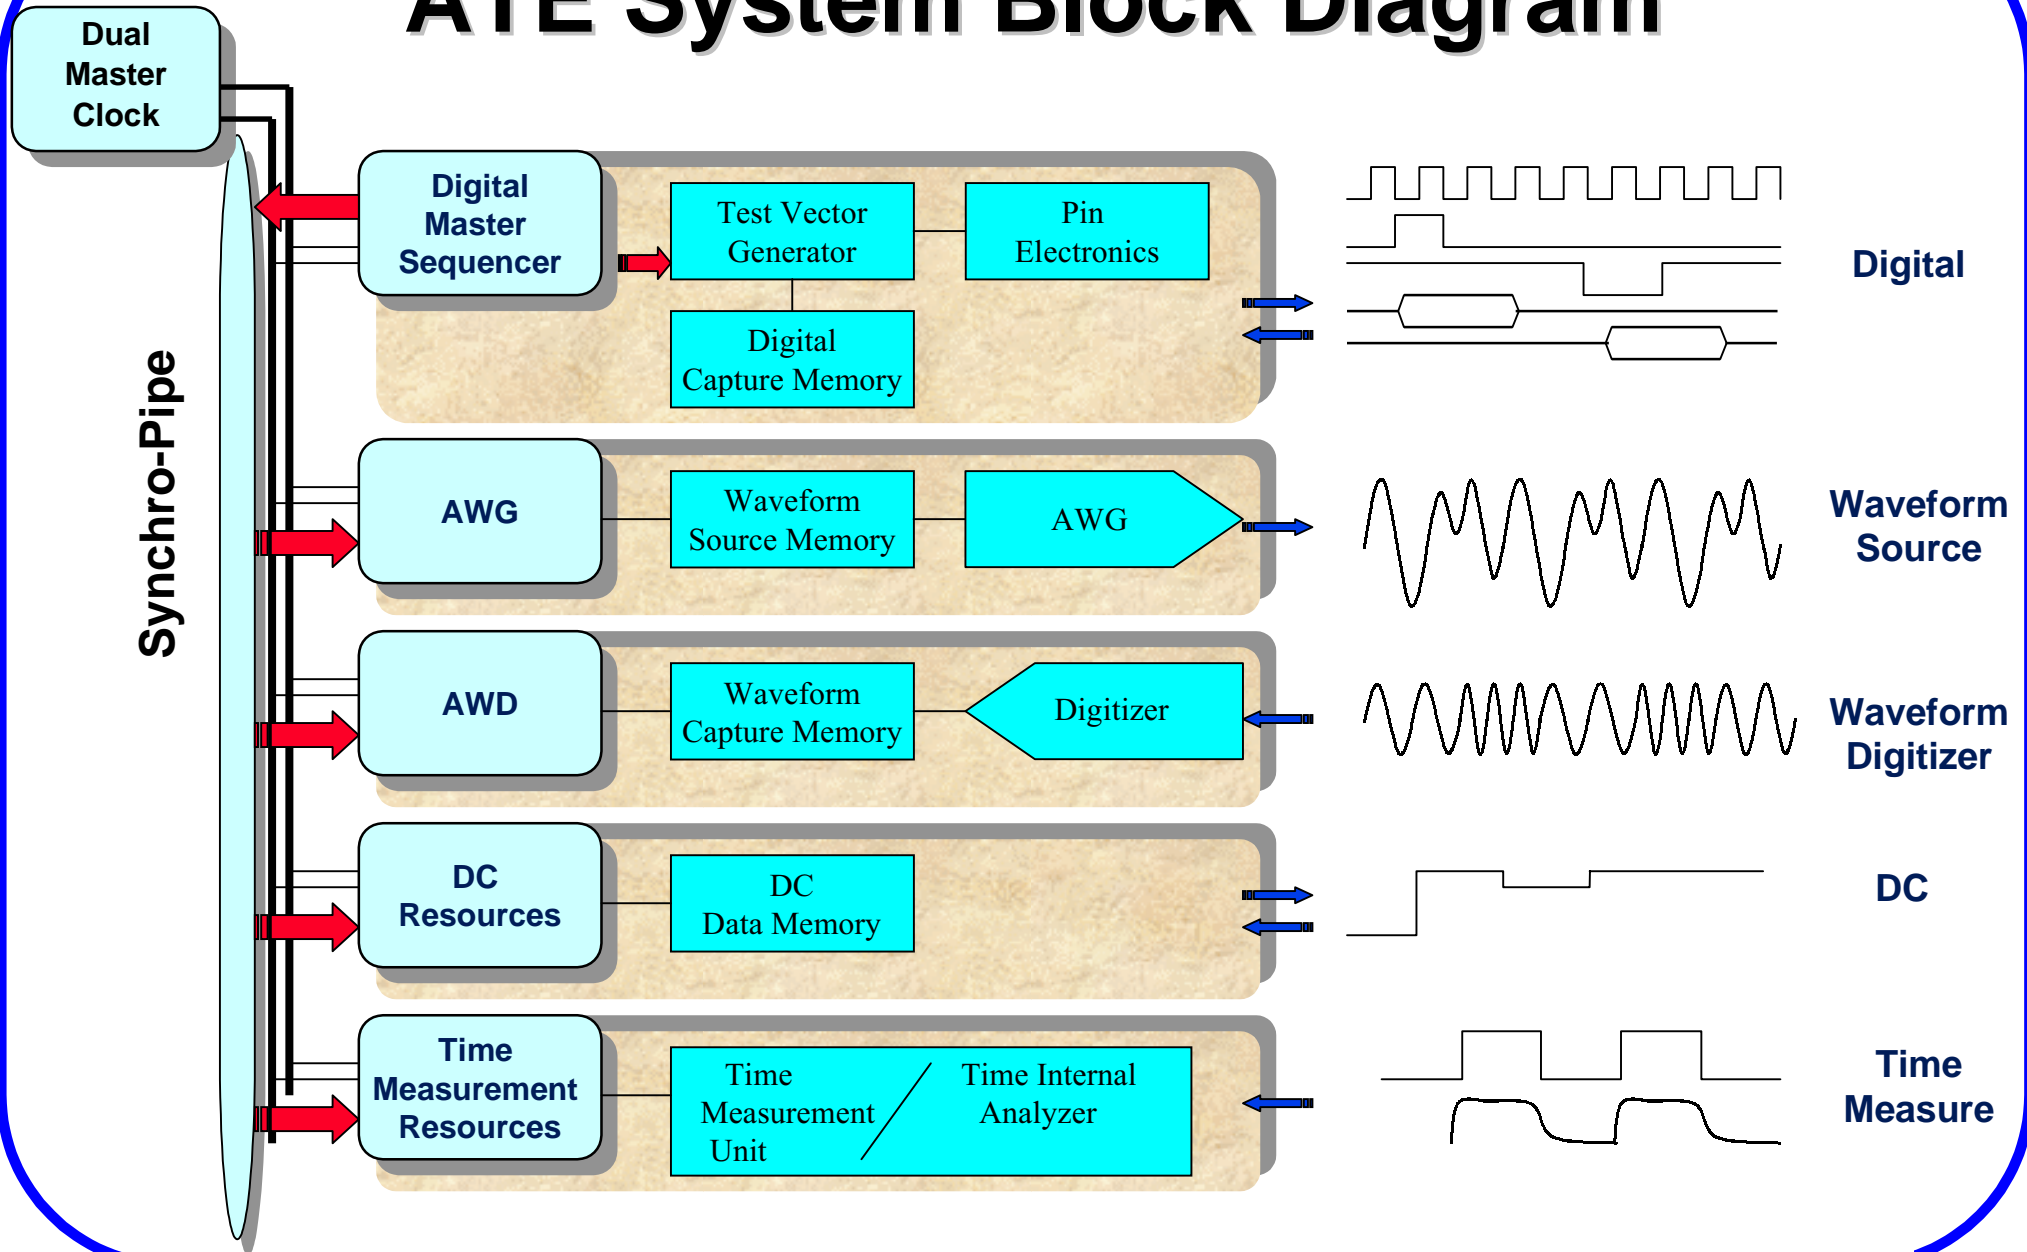 ATE System Block Diagram
Dual
Master
Clock
Synchro-Pipe
Digital
Master
Sequencer
Test Vector
Generator
Pin
Electronics
Digital
Capture Memory
Digital
AWG
Waveform
Source Memory
AWG
Waveform
Source
AWD
Waveform
Capture Memory
Digitizer
Waveform
Digitizer
DC
Resources
DC
Data Memory
DC
Time
Measurement
Resources
Time
Measurement
Unit
Time Internal
Analyzer
Time
Measure